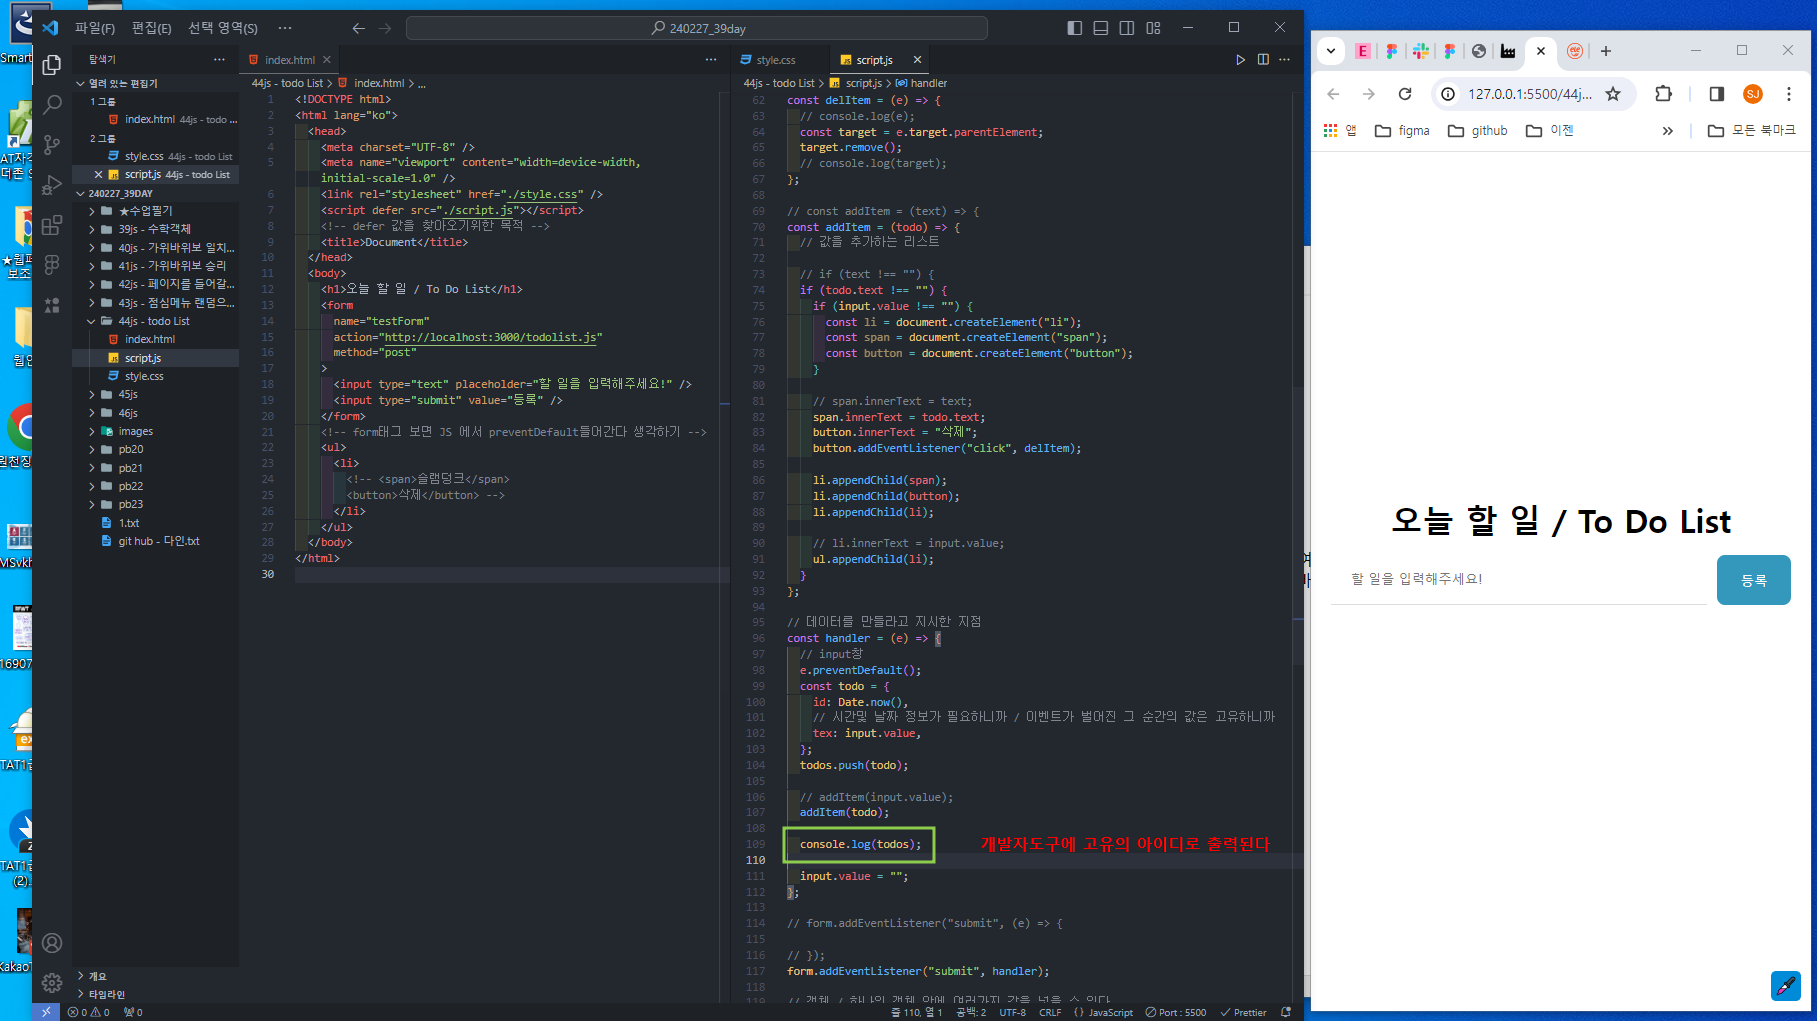 파일(F) 편집(E) 선택 영역(S) ··· 240227_39day
탐색기
열려 있는 편집기
1 그룹
index.html 44js - todo ...
2 그룹
style.css 44js - todo List
script.js 44js - todo List
240227_39DAY
★수업필기
39js - 수학객체
40js - 가위바위보 일치...
41js - 가위바위보 승리
42js - 페이지를 들어갈...
43js - 점심메뉴 랜덤으...
44js - todo List
index.html
script.js
style.css
45js
46js
images
pb20
pb21
pb22
pb23
1.txt
git hub - 다인.txt
개요
타임라인
index.html
44js - todo List > index.html > ...
1 <!DOCTYPE html>
2 <html lang="ko">
3 <head>
4 <meta charset="UTF-8" />
5 <meta name="viewport" content="width=device-width,
initial-scale=1.0" />
6 <link rel="stylesheet" href="./style.css" />
7 <script defer src="./script.js"></script>
8 <!-- defer 값을 찾아오기위한 목적 -->
9 <title>Document</title>
10 </head>
11 <body>
12 <h1>오늘 할 일 / To Do List</h1>
13 <form
14 name="testForm"
15 action="http://localhost:3000/todolist.js"
16 method="post"
17 >
18 <input type="text" placeholder="할 일을 입력해주세요!" />
19 <input type="submit" value="등록" />
20 </form>
21 <!-- form태그 보면 JS 에서 preventDefault들어간다 생각하기 -->
22 <ul>
23 <li>
24 <!-- <span>슬램덩크</span>
25 <button>삭제</button> -->
26 </li>
27 </ul>
28 </body>
29 </html>
30
style.css script.js
44js - todo List > script.js > handler
62 const delItem = (e) => {
63 // console.log(e);
64 const target = e.target.parentElement;
65 target.remove();
66 // console.log(target);
67 };
68
69 // const addItem = (text) => {
70 const addItem = (todo) => {
71 // 값을 추가하는 리스트
72
73 // if (text !== "") {
74 if (todo.text !== "") {
75 if (input.value !== "") {
76 const li = document.createElement("li");
77 const span = document.createElement("span");
78 const button = document.createElement("button");
79 }
80
81 // span.innerText = text;
82 span.innerText = todo.text;
83 button.innerText = "삭제";
84 button.addEventListener("click", delItem);
85
86 li.appendChild(span);
87 li.appendChild(button);
88 li.appendChild(li);
89
90 // li.innerText = input.value;
91 ul.appendChild(li);
92 }
93 };
94
95 // 데이터를 만들라고 지시한 지점
96 const handler = (e) => {
97 // input창
98 e.preventDefault();
99 const todo = {
100 id: Date.now(),
101 // 시간및 날짜 정보가 필요하니까 / 이벤트가 벌어진 그 순간의 값은 고유하니까
102 tex: input.value,
103 };
104 todos.push(todo);
105
106 // addItem(input.value);
107 addItem(todo);
108
109 console.log(todos); 개발자도구에 고유의 아이디로 출력된다
110
111 input.value = "";
112 };
113
114 // form.addEventListener("submit", (e) => {
115
116 // });
117 form.addEventListener("submit", handler);
118
119 // 객체 / 하나의 객체 안에 여러가지 값을 넣을 수 있다
0 0 0 줄 110, 열 1 공백: 2 UTF-8 CRLF {} JavaScript Port : 5500 Prettier
127.0.0.1:5500/44j... SJ
앱 figma github 이젠 » 모든 북마크
오늘 할 일 / To Do List
할 일을 입력해주세요! 등록